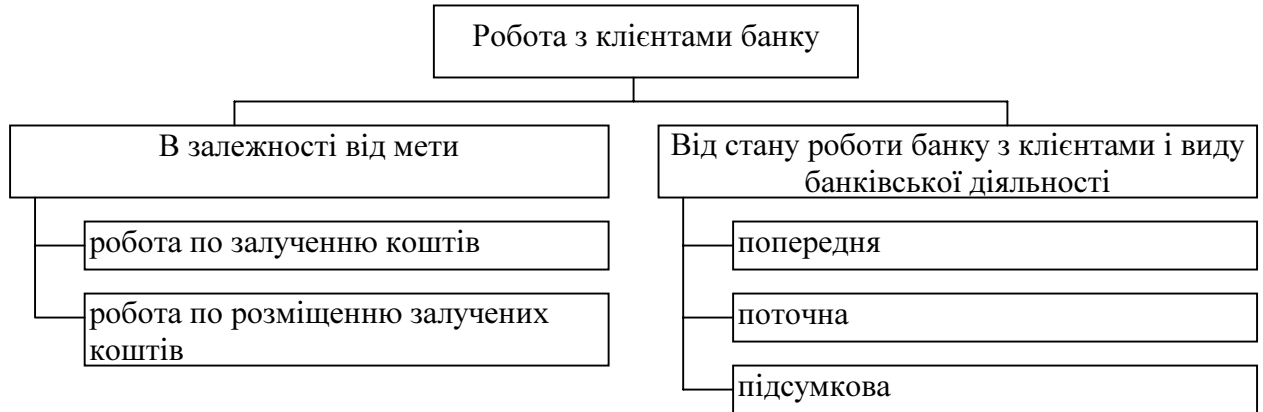 Робота з клієнтами банку
В залежності від мети
робота по залученню коштів
робота по розміщенню залучених
коштів
Від стану роботи банку з клієнтами і виду
банківської діяльності
попередня
поточна
підсумкова